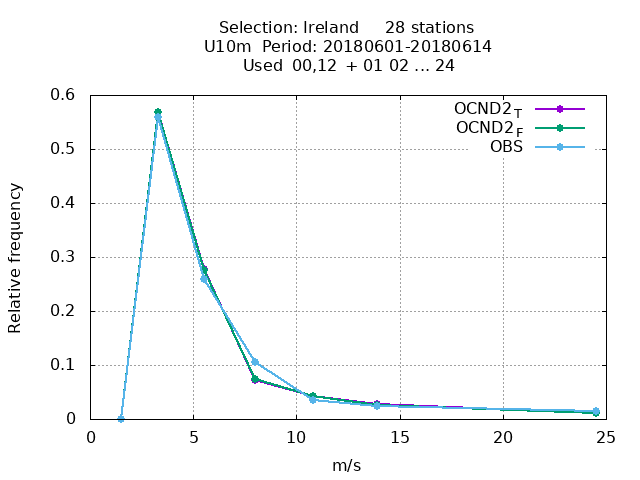 Selection: Ireland 28 stations
U10m Period: 20180601-20180614
Used 00,12 + 01 02 ... 24
OCND2T
OCND2F
OBS
Relative frequency
0.6
0.5
0.4
0.3
0.2
0.1
0
0 5 10 15 20 25
m/s